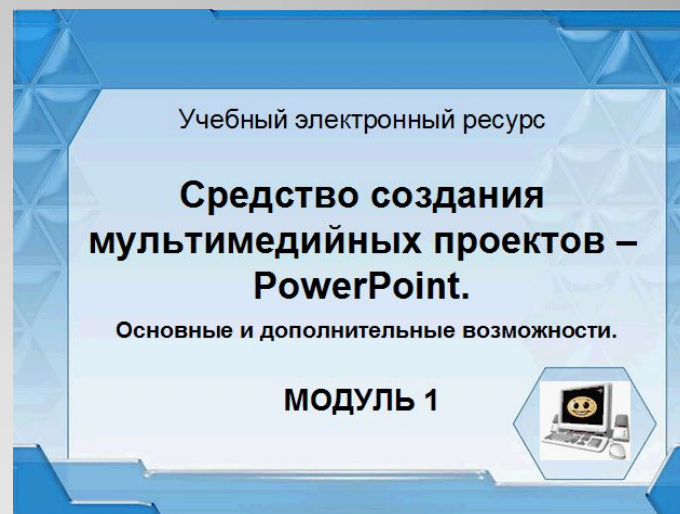 Учебный электронный ресурс
Средство создания
мультимедийных проектов –
PowerPoint.
Основные и дополнительные возможности.
МОДУЛЬ 1